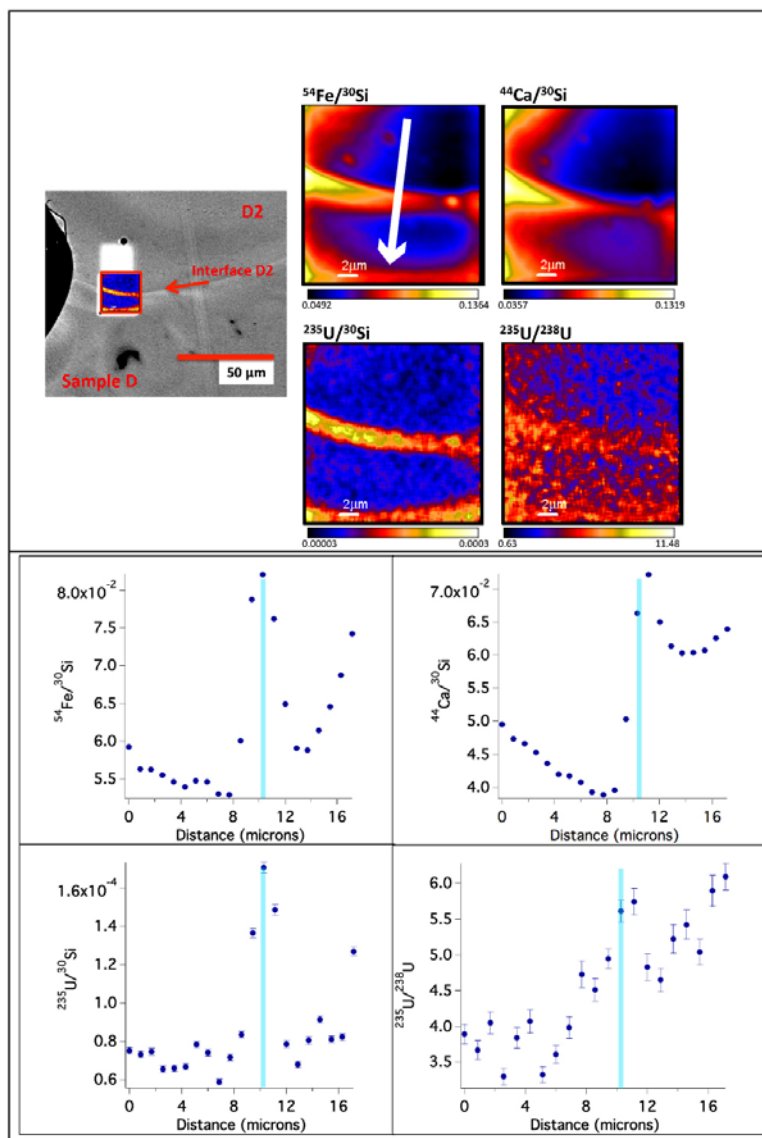 ⁵⁴Fe/³⁰Si
⁴⁴Ca/³⁰Si
D2
Interface D2
Sample D
50 μm
2μm
2μm
0.0492 0.1364
0.0357 0.1319
²³⁵U/³⁰Si
²³⁵U/²³⁸U
2μm
2μm
0.00003 0.0003
0.63 11.48
8.0x10⁻²
7.5
7.0
6.5
6.0
5.5
⁵⁴Fe/³⁰Si
0 4 8 12 16
Distance (microns)
7.0x10⁻²
6.0
5.0
4.0
⁴⁴Ca/³⁰Si
0 4 8 12 16
Distance (microns)
1.6x10⁻⁴
1.4
1.2
1.0
0.8
0.6
²³⁵U/³⁰Si
0 4 8 12 16
Distance (microns)
6.0
5.5
5.0
4.5
4.0
3.5
²³⁵U/²³⁸U
0 4 8 12 16
Distance (microns)